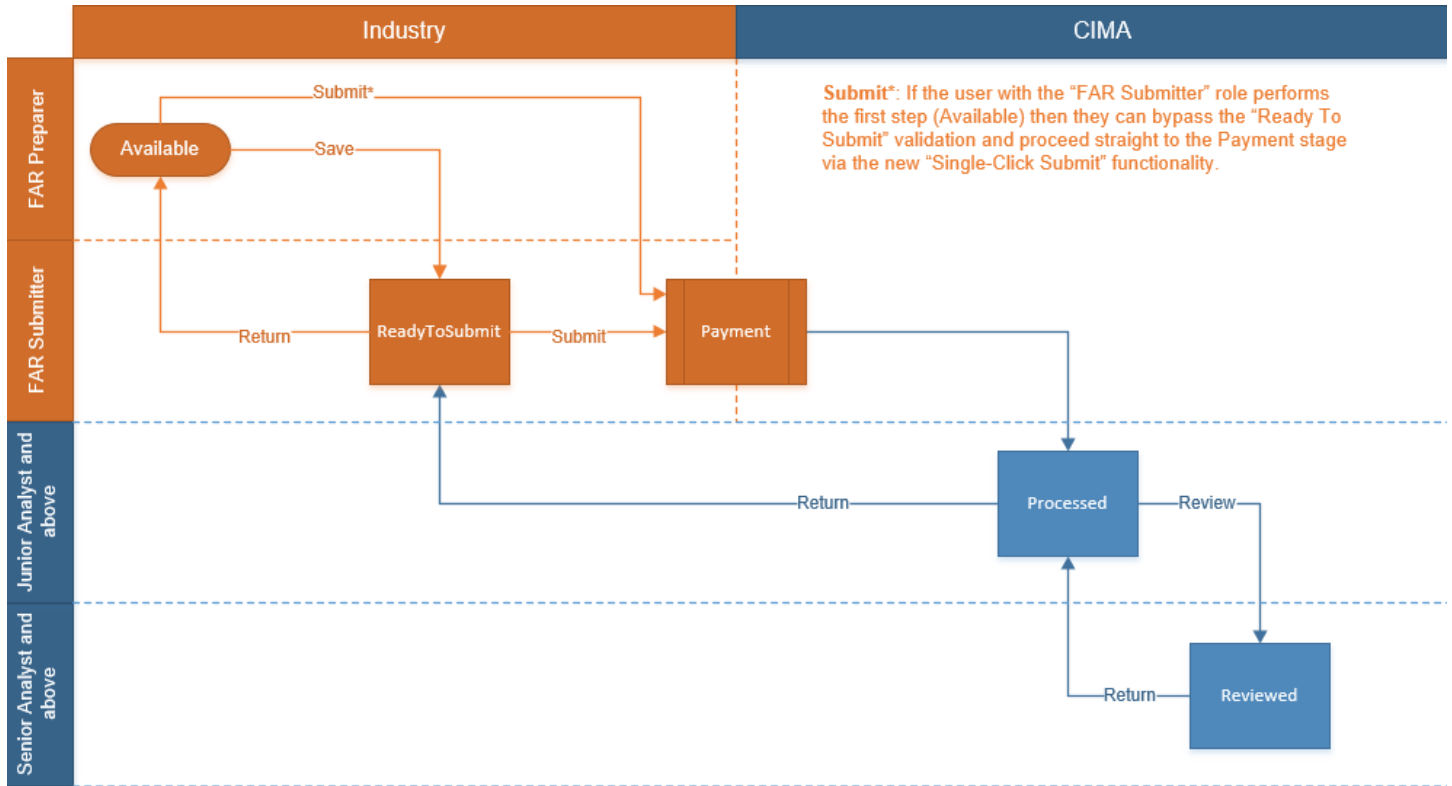 Industry
CIMA
FAR Preparer
Submit*
Available
Save
Submit*: If the user with the “FAR Submitter” role performs
the first step (Available) then they can bypass the “Ready To
Submit” validation and proceed straight to the Payment stage
via the new “Single-Click Submit” functionality.
FAR Submitter
Return
ReadyToSubmit
Submit
Payment
Junior Analyst and
above
Return
Processed
Review
Senior Analyst and
above
Return
Reviewed